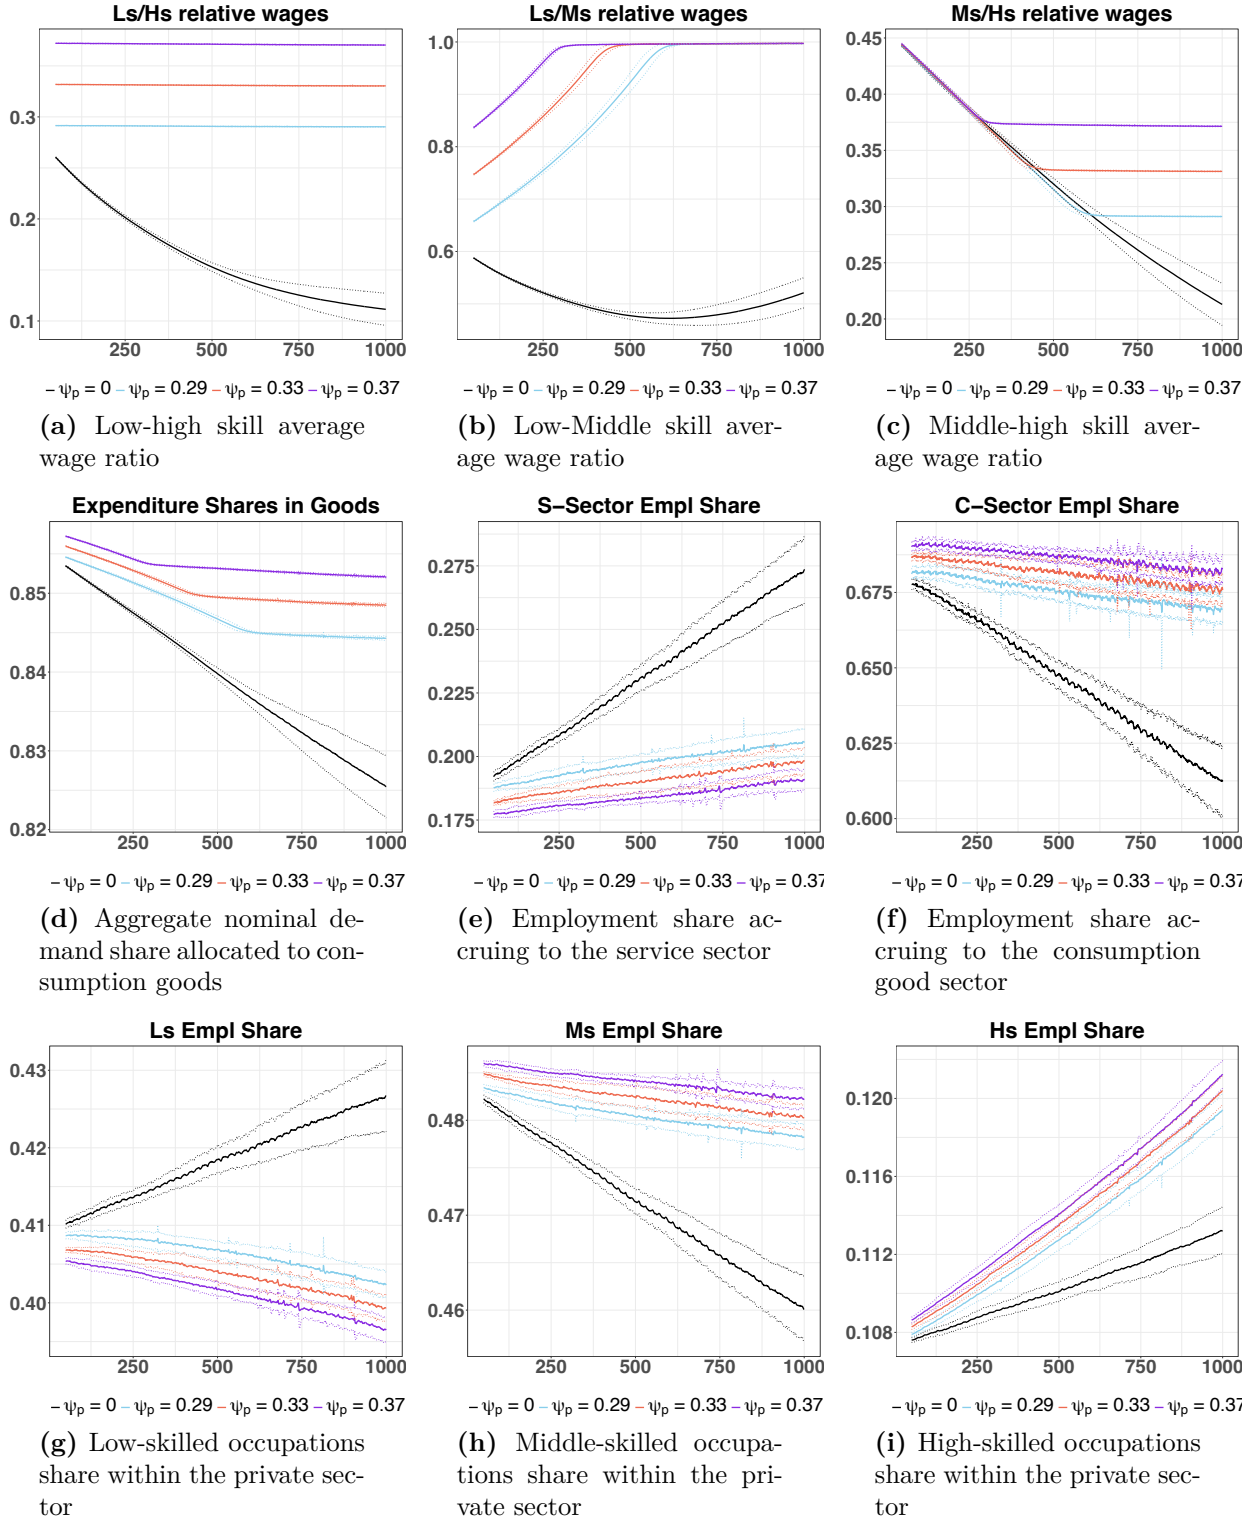 Ls/Hs relative wages
Ls/Ms relative wages
Ms/Hs relative wages
0.3
0.2
0.1
250 500 750 1000
1.0
0.8
0.6
250 500 750 1000
0.45
0.40
0.35
0.30
0.25
0.20
250 500 750 1000
– ψp = 0 – ψp = 0.29 – ψp = 0.33 – ψp = 0.37
– ψp = 0 – ψp = 0.29 – ψp = 0.33 – ψp = 0.37
– ψp = 0 – ψp = 0.29 – ψp = 0.33 – ψp = 0.37
(a) Low-high skill average
wage ratio
(b) Low-Middle skill aver-
age wage ratio
(c) Middle-high skill aver-
age wage ratio
Expenditure Shares in Goods
S–Sector Empl Share
C–Sector Empl Share
0.85
0.84
0.83
0.82
250 500 750 1000
0.275
0.250
0.225
0.200
0.175
250 500 750 1000
0.675
0.650
0.625
0.600
250 500 750 1000
– ψp = 0 – ψp = 0.29 – ψp = 0.33 – ψp = 0.37
– ψp = 0 – ψp = 0.29 – ψp = 0.33 – ψp = 0.37
– ψp = 0 – ψp = 0.29 – ψp = 0.33 – ψp = 0.37
(d) Aggregate nominal de-
mand share allocated to con-
sumption goods
(e) Employment share ac-
cruing to the service sector
(f) Employment share ac-
cruing to the consumption
good sector
Ls Empl Share
Ms Empl Share
Hs Empl Share
0.43
0.42
0.41
0.40
250 500 750 1000
0.48
0.47
0.46
250 500 750 1000
0.120
0.116
0.112
0.108
250 500 750 1000
– ψp = 0 – ψp = 0.29 – ψp = 0.33 – ψp = 0.37
– ψp = 0 – ψp = 0.29 – ψp = 0.33 – ψp = 0.37
– ψp = 0 – ψp = 0.29 – ψp = 0.33 – ψp = 0.37
(g) Low-skilled occupations
share within the private sec-
tor
(h) Middle-skilled occupa-
tions share within the pri-
vate sector
(i) High-skilled occupations
share within the private sec-
tor